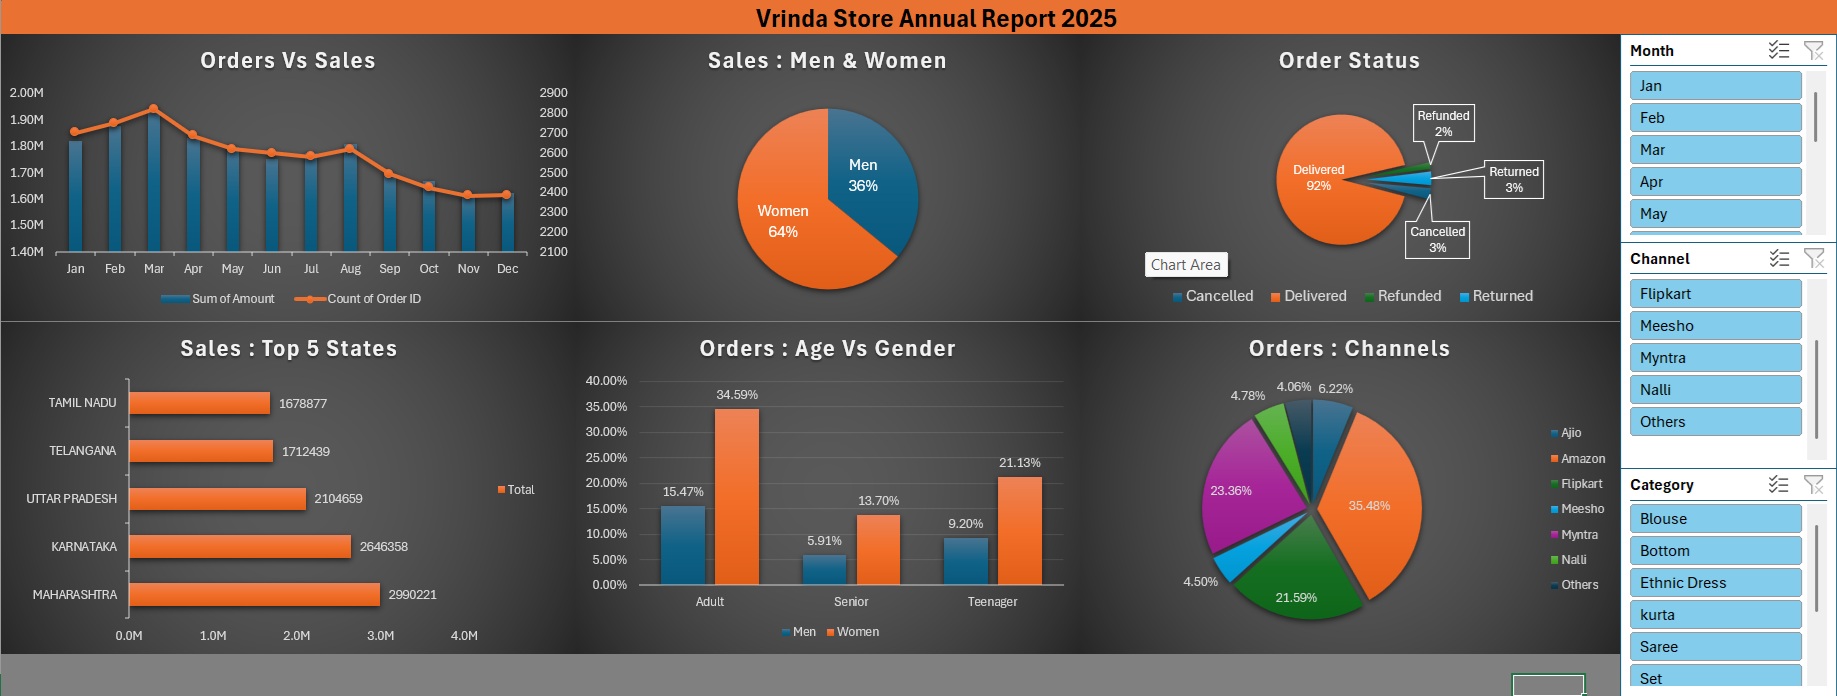 Vrinda Store Annual Report 2025
Orders Vs Sales
2.00M
1.90M
1.80M
1.70M
1.60M
1.50M
1.40M
2900
2800
2700
2600
2500
2400
2300
2200
2100
Jan Feb Mar Apr May Jun Jul Aug Sep Oct Nov Dec
Sum of Amount Count of Order ID
Sales : Men & Women
Men
36%
Women
64%
Order Status
Refunded
2%
Delivered
92%
Returned
3%
Cancelled
3%
Chart Area
Cancelled Delivered Refunded Returned
Sales : Top 5 States
TAMIL NADU 1678877
TELANGANA 1712439
UTTAR PRADESH 2104659
KARNATAKA 2646358
MAHARASHTRA 2990221
0.0M 1.0M 2.0M 3.0M 4.0M
Total
Orders : Age Vs Gender
40.00%
35.00%
30.00%
25.00%
20.00%
15.00%
10.00%
5.00%
0.00%
15.47%
34.59%
5.91%
13.70%
9.20%
21.13%
Adult Senior Teenager
Men Women
Orders : Channels
4.78%
4.06%
6.22%
23.36%
35.48%
4.50%
21.59%
Ajio
Amazon
Flipkart
Meesho
Myntra
Nalli
Others
Month
Jan
Feb
Mar
Apr
May
Channel
Flipkart
Meesho
Myntra
Nalli
Others
Category
Blouse
Bottom
Ethnic Dress
kurta
Saree
Set